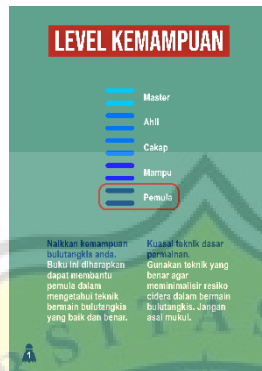 LEVEL KEMAMPUAN
Master
Ahli
Cakap
Mampu
Pemula
Naikkan kemampuan
bulutangkis anda.
Buku ini diharapkan
dapat membantu
pemula dalam
mengetahui teknik
bermain bulutangkis
yang baik dan benar.
Kuasai teknik dasar
permainan.
Gunakan teknik yang
benar agar
meminimalisir resiko
cidera dalam bermain
bulutangkis. Jangan
asal mukul.
1